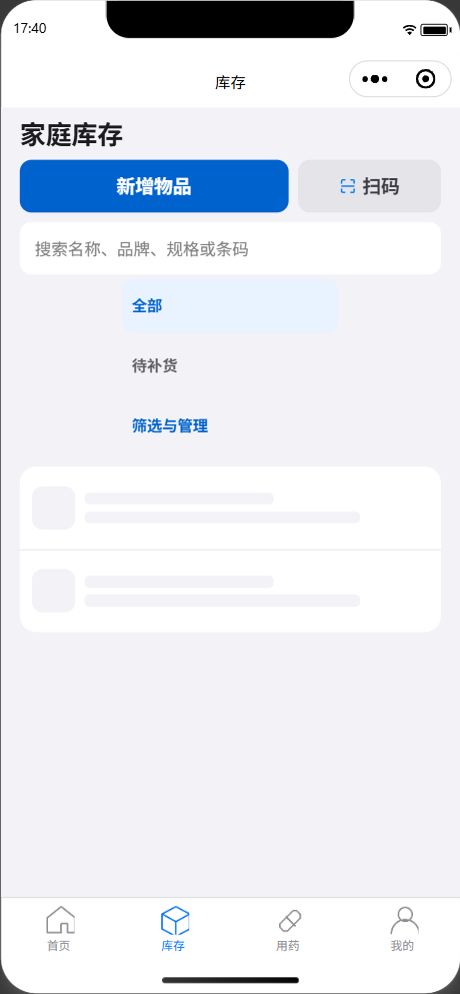 17:40
库存
家庭库存
新增物品
扫码
搜索名称、品牌、规格或条码
全部
待补货
筛选与管理
首页
库存
用药
我的